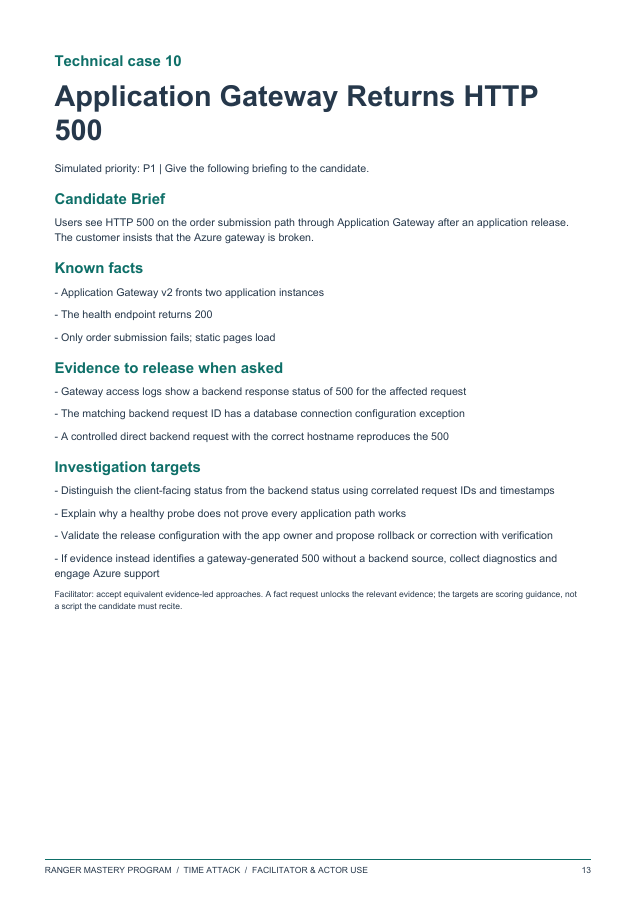 Technical case 10
Application Gateway Returns HTTP
500
Simulated priority: P1 | Give the following briefing to the candidate.
Candidate Brief
Users see HTTP 500 on the order submission path through Application Gateway after an application release.
The customer insists that the Azure gateway is broken.
Known facts
- Application Gateway v2 fronts two application instances
- The health endpoint returns 200
- Only order submission fails; static pages load
Evidence to release when asked
- Gateway access logs show a backend response status of 500 for the affected request
- The matching backend request ID has a database connection configuration exception
- A controlled direct backend request with the correct hostname reproduces the 500
Investigation targets
- Distinguish the client-facing status from the backend status using correlated request IDs and timestamps
- Explain why a healthy probe does not prove every application path works
- Validate the release configuration with the app owner and propose rollback or correction with verification
- If evidence instead identifies a gateway-generated 500 without a backend source, collect diagnostics and
engage Azure support
Facilitator: accept equivalent evidence-led approaches. A fact request unlocks the relevant evidence; the targets are scoring guidance, not
a script the candidate must recite.
RANGER MASTERY PROGRAM / TIME ATTACK / FACILITATOR & ACTOR USE 13